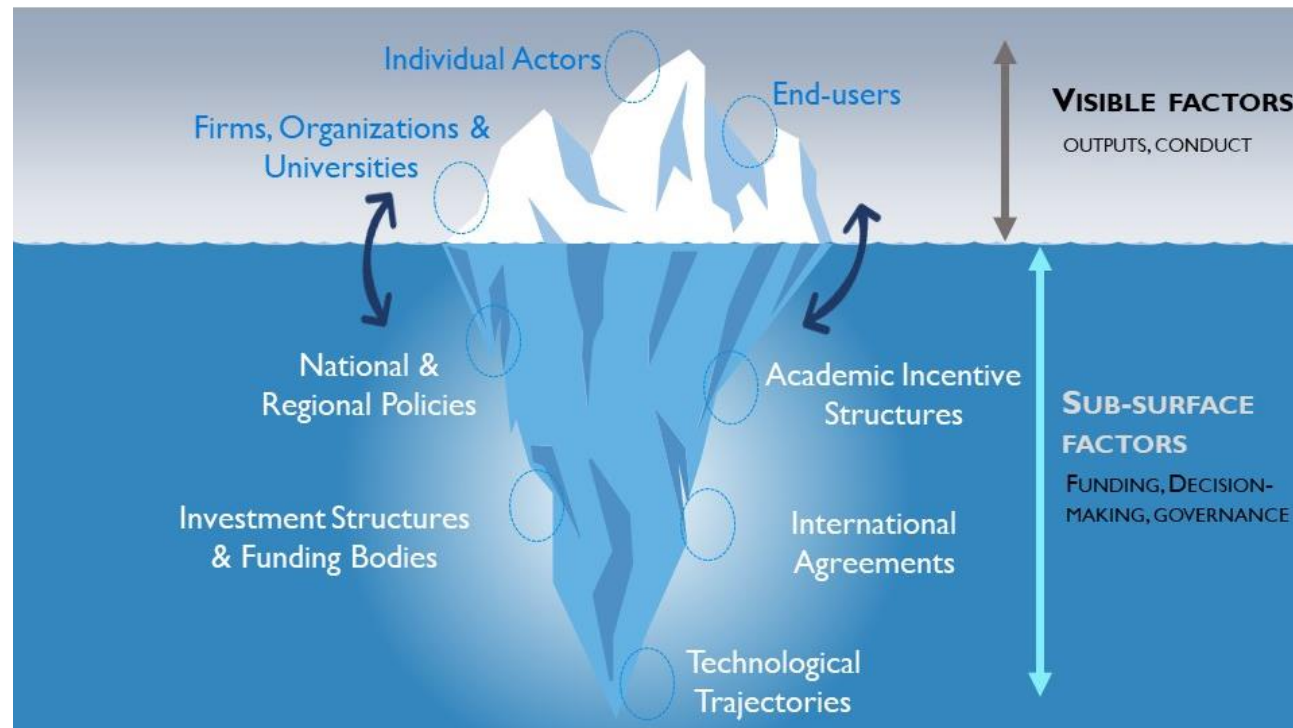 Individual Actors
End-users
Firms, Organizations &
Universities
VISIBLE FACTORS
OUTPUTS, CONDUCT
National &
Regional Policies
Academic Incentive
Structures
SUB-SURFACE
FACTORS
FUNDING, DECISION-
MAKING, GOVERNANCE
Investment Structures
& Funding Bodies
International
Agreements
Technological
Trajectories